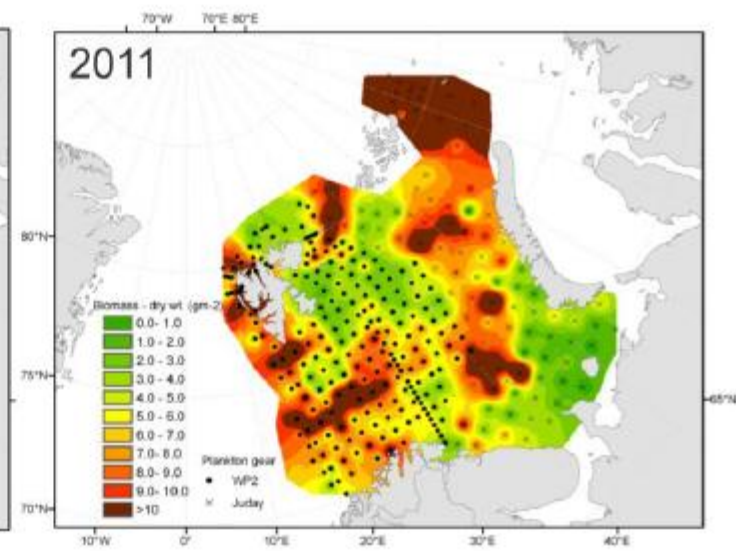 70°W 70°E 80°E
2011
80°N
Biomass - dry wt. (gm-2)
0.0- 1.0
1.0 - 2.0
2.0 - 3.0
3.0 - 4.0
4.0 - 5.0
5.0 - 6.0
6.0 - 7.0
7.0- 8.0
8.0- 9.0
9.0- 10.0
>10
Plankton gear
WP2
Juday
75°N
65°N
70°N
10°W 0° 10°E 20°E 30°E 40°E